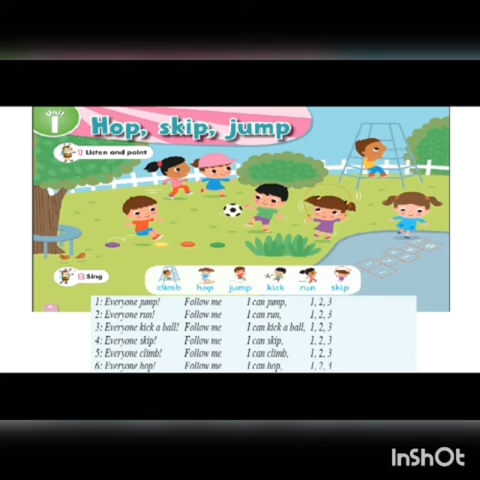 Unit
1
Hop, skip, jump
1 Listen and point
2 Sing
climb hop jump kick run skip
1: Everyone jump! Follow me I can jump, 1, 2, 3
2: Everyone run! Follow me I can run, 1, 2, 3
3: Everyone kick a ball! Follow me I can kick a ball, 1, 2, 3
4: Everyone skip! Follow me I can skip, 1, 2, 3
5: Everyone climb! Follow me I can climb, 1, 2, 3
6: Everyone hop! Follow me I can hop, 1, 2, 3
InShOt